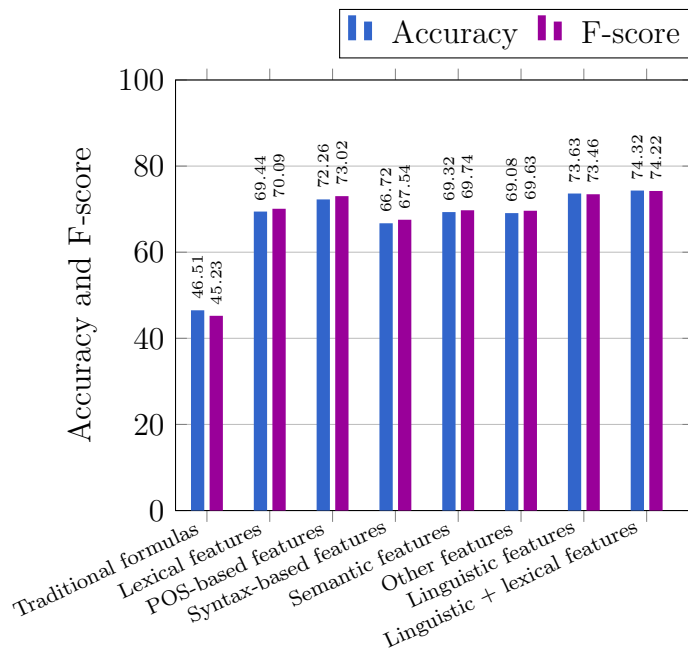 Accuracy F-score
Accuracy and F-score
100
80
60
40
20
0
46.51 45.23
69.44 70.09
72.26 73.02
66.72 67.54
69.32 69.74
69.08 69.63
73.63 73.46
74.32 74.22
Traditional formulas
Lexical features
POS-based features
Syntax-based features
Semantic features
Other features
Linguistic features
Linguistic + lexical features